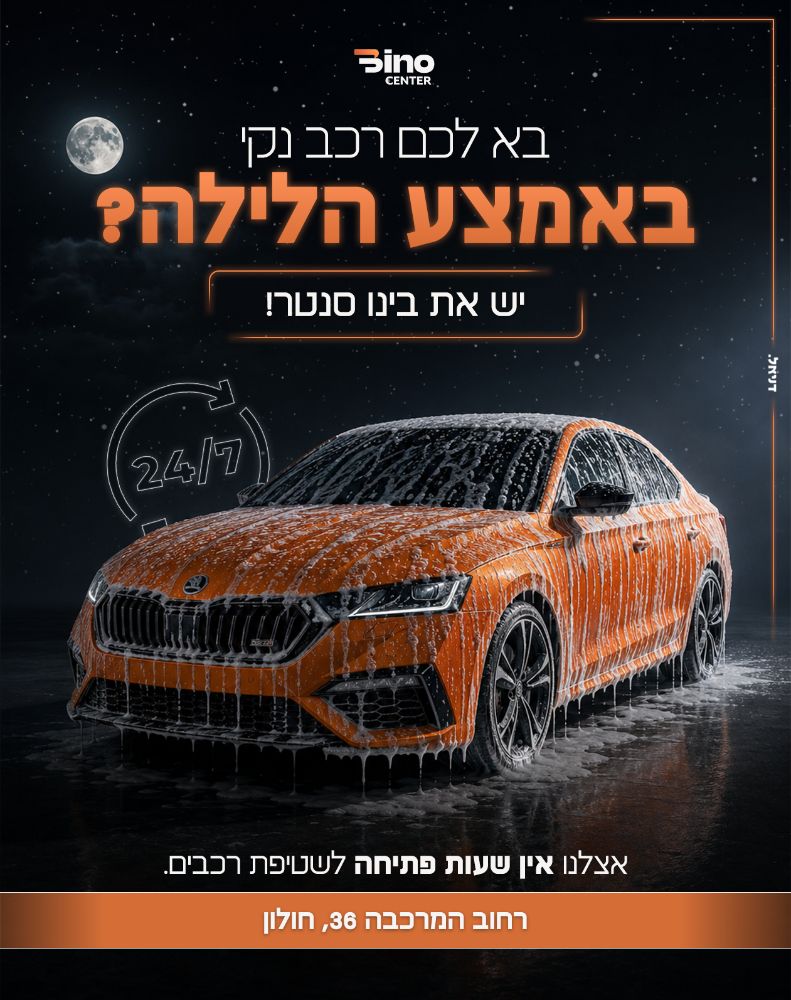 Bino
CENTER
בא לכם רכב נקי
באמצע הלילה?
יש את בינו סנטר!
דניאל.
24/7
אצלנו אין שעות פתיחה לשטיפת רכבים.
רחוב המרכבה 36, חולון